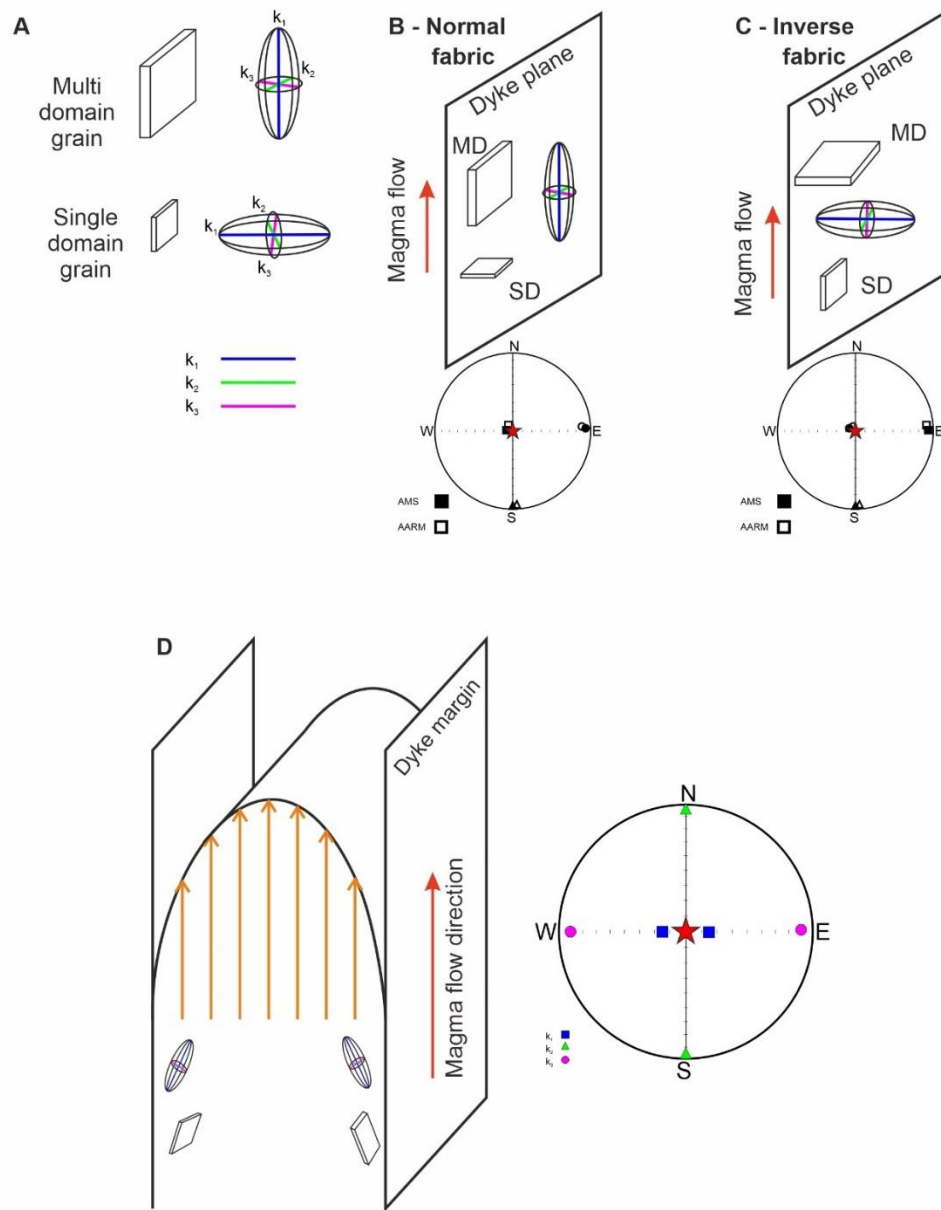 A
k₁
k₃
k₂
Multi
domain
grain
k₂
k₁
k₃
Single
domain
grain
k₁
k₂
k₃
B - Normal
fabric
Dyke plane
MD
Magma flow
SD
N
W
E
S
AMS
AARM
C - Inverse
fabric
Dyke plane
MD
Magma flow
SD
N
W
E
S
AMS
AARM
D
Dyke margin
Magma flow direction
N
W
E
S
k₁
k₂
k₃